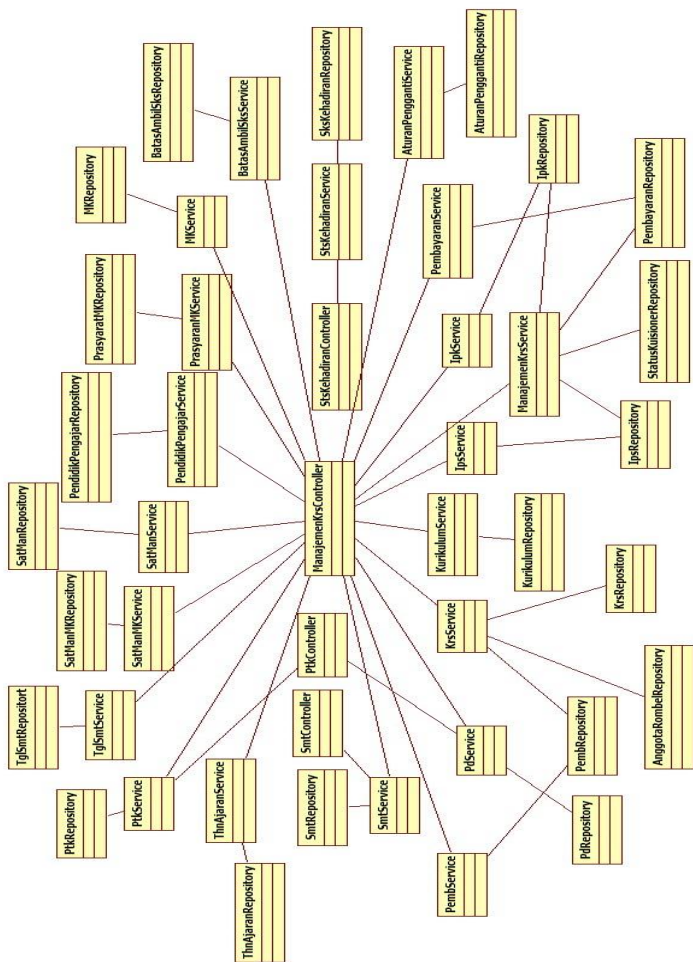 BatasAmbilSksRepository
BatasAmbilSksService
SksKehadiranRepository
AturanPenggantiRepository
AturanPenggantiService
MKRepository
MKService
StsKehadiranService
PembayaranService
IpkRepository
PembayaranRepository
PrasyaratMKRepository
PrasyaranMKService
StsKehadiranController
IpkService
ManajemenKrsService
StatusKuisionerRepository
PendidikPengajarRepository
PendidikPengajarService
IpsService
IpsRepository
SatManRepository
SatManService
ManajemenKrsController
KurikulumService
KurikulumRepository
SatManMKRepository
SatManMKService
PtkController
KrsService
KrsRepository
TglSmtRepositort
TglSmtService
SmtController
PdService
PembRepository
AnggotaRombelRepository
PtkRepository
PtkService
ThnAjaranService
SmtRepository
SmtService
PdRepository
ThnAjaranRepository
PembService